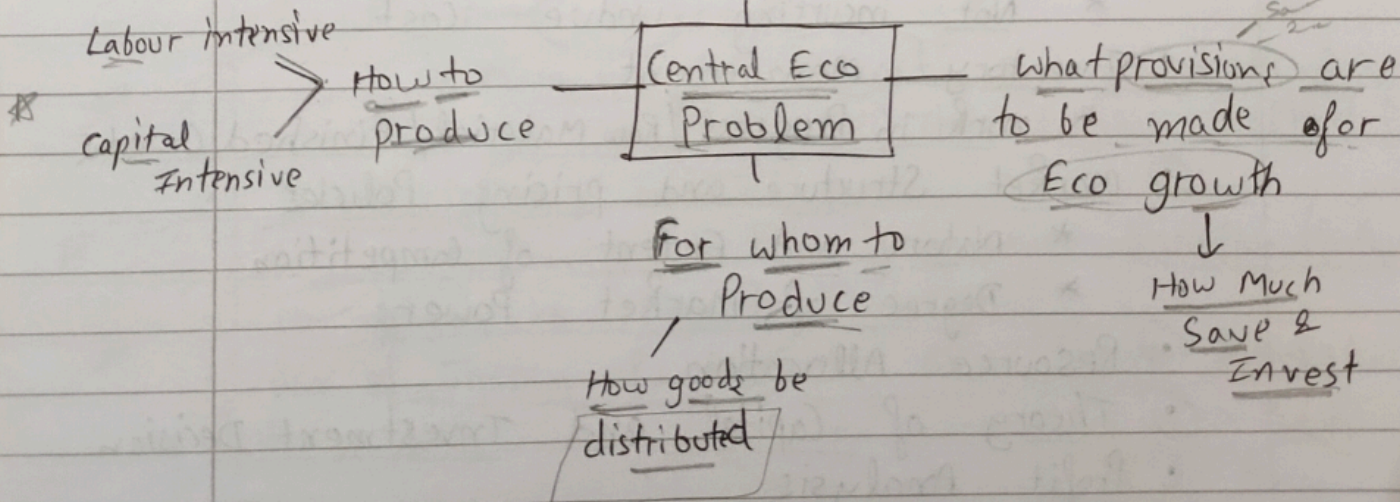 Labour intensive
Capital
Intensive
How to
produce
Central Eco
Problem
what provisions are
to be made for
Eco growth
How Much
Save &
Invest
For whom to
Produce
How goods be
distributed